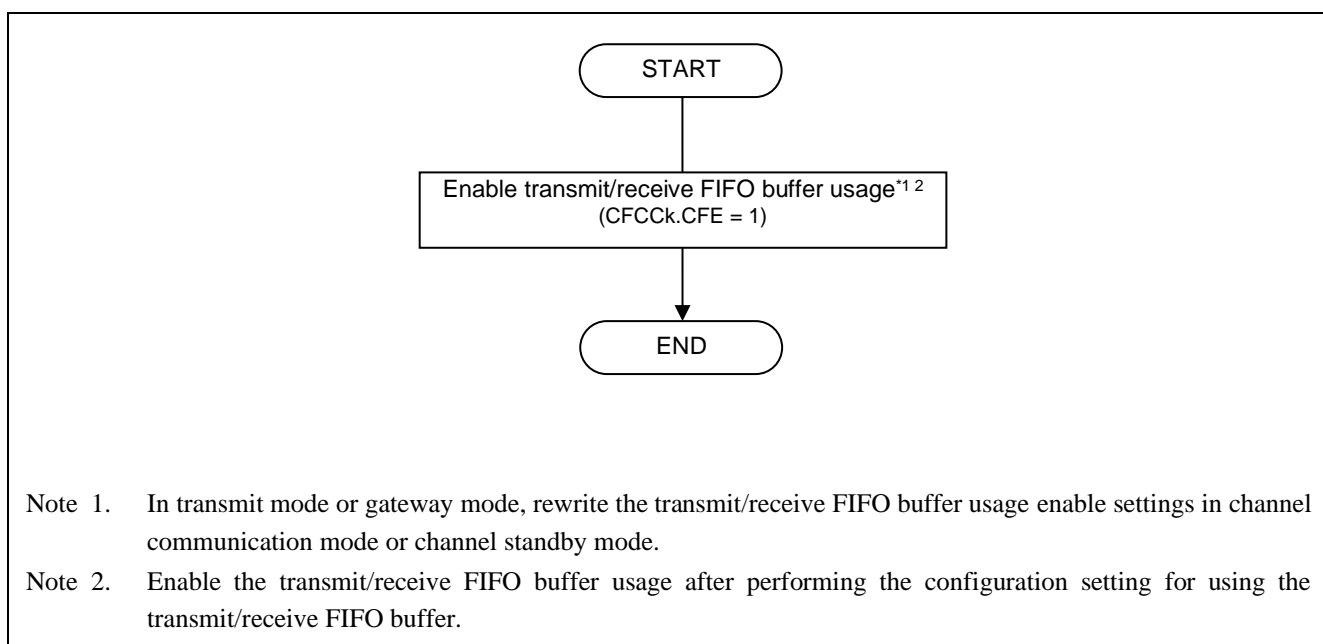 START
Enable transmit/receive FIFO buffer usage*1 2
(CFCCk.CFE = 1)
END
Note 1. In transmit mode or gateway mode, rewrite the transmit/receive FIFO buffer usage enable settings in channel
communication mode or channel standby mode.
Note 2. Enable the transmit/receive FIFO buffer usage after performing the configuration setting for using the
transmit/receive FIFO buffer.